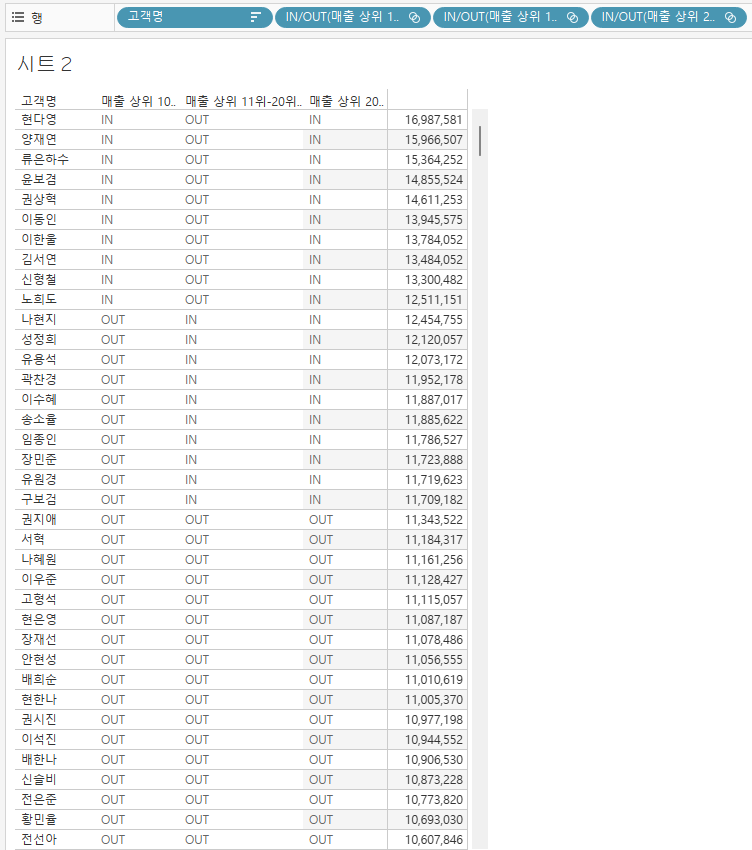 행 고객명 IN/OUT(매출 상위 1.. IN/OUT(매출 상위 1.. IN/OUT(매출 상위 2..
시트 2
고객명 매출 상위 10.. 매출 상위 11위-20위.. 매출 상위 20..
현다영 IN OUT IN 16,987,581
양재연 IN OUT IN 15,966,507
류은하수 IN OUT IN 15,364,252
윤보겸 IN OUT IN 14,855,524
권상혁 IN OUT IN 14,611,253
이동인 IN OUT IN 13,945,575
이한울 IN OUT IN 13,784,052
김서연 IN OUT IN 13,484,052
신형철 IN OUT IN 13,300,482
노희도 IN OUT IN 12,511,151
나현지 OUT IN IN 12,454,755
성정희 OUT IN IN 12,120,057
유용석 OUT IN IN 12,073,172
곽찬경 OUT IN IN 11,952,178
이수혜 OUT IN IN 11,887,017
송소율 OUT IN IN 11,885,622
임종인 OUT IN IN 11,786,527
장민준 OUT IN IN 11,723,888
유원경 OUT IN IN 11,719,623
구보검 OUT IN IN 11,709,182
권지애 OUT OUT OUT 11,343,522
서혁 OUT OUT OUT 11,184,317
나혜원 OUT OUT OUT 11,161,256
이우준 OUT OUT OUT 11,128,427
고형석 OUT OUT OUT 11,115,057
현은영 OUT OUT OUT 11,087,187
장재선 OUT OUT OUT 11,078,486
안현성 OUT OUT OUT 11,056,555
배희순 OUT OUT OUT 11,010,619
현한나 OUT OUT OUT 11,005,370
권시진 OUT OUT OUT 10,977,198
이석진 OUT OUT OUT 10,944,552
배한나 OUT OUT OUT 10,906,530
신슬비 OUT OUT OUT 10,873,228
전은준 OUT OUT OUT 10,773,820
황민율 OUT OUT OUT 10,693,030
전선아 OUT OUT OUT 10,607,846